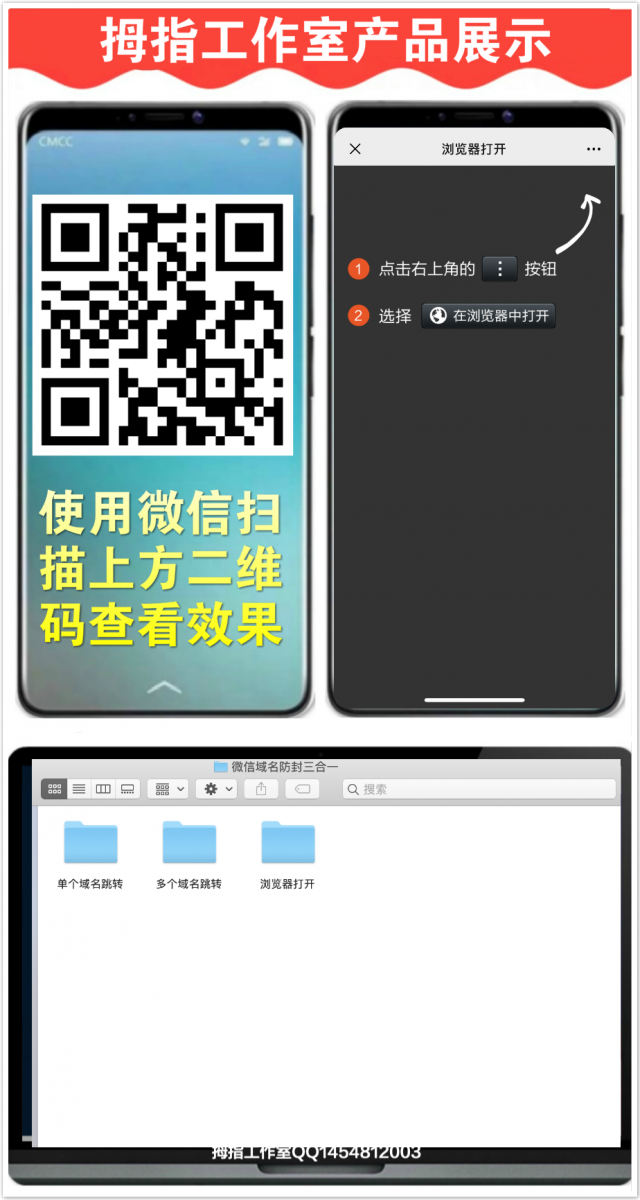 拇指工作室产品展示
CMCC
使用微信扫
描上方二维
码查看效果
浏览器打开
1 点击右上角的 按钮
2 选择 在浏览器中打开
微信域名防封三合一
搜索
单个域名跳转 多个域名跳转 浏览器打开
拇指工作室QQ1454812003